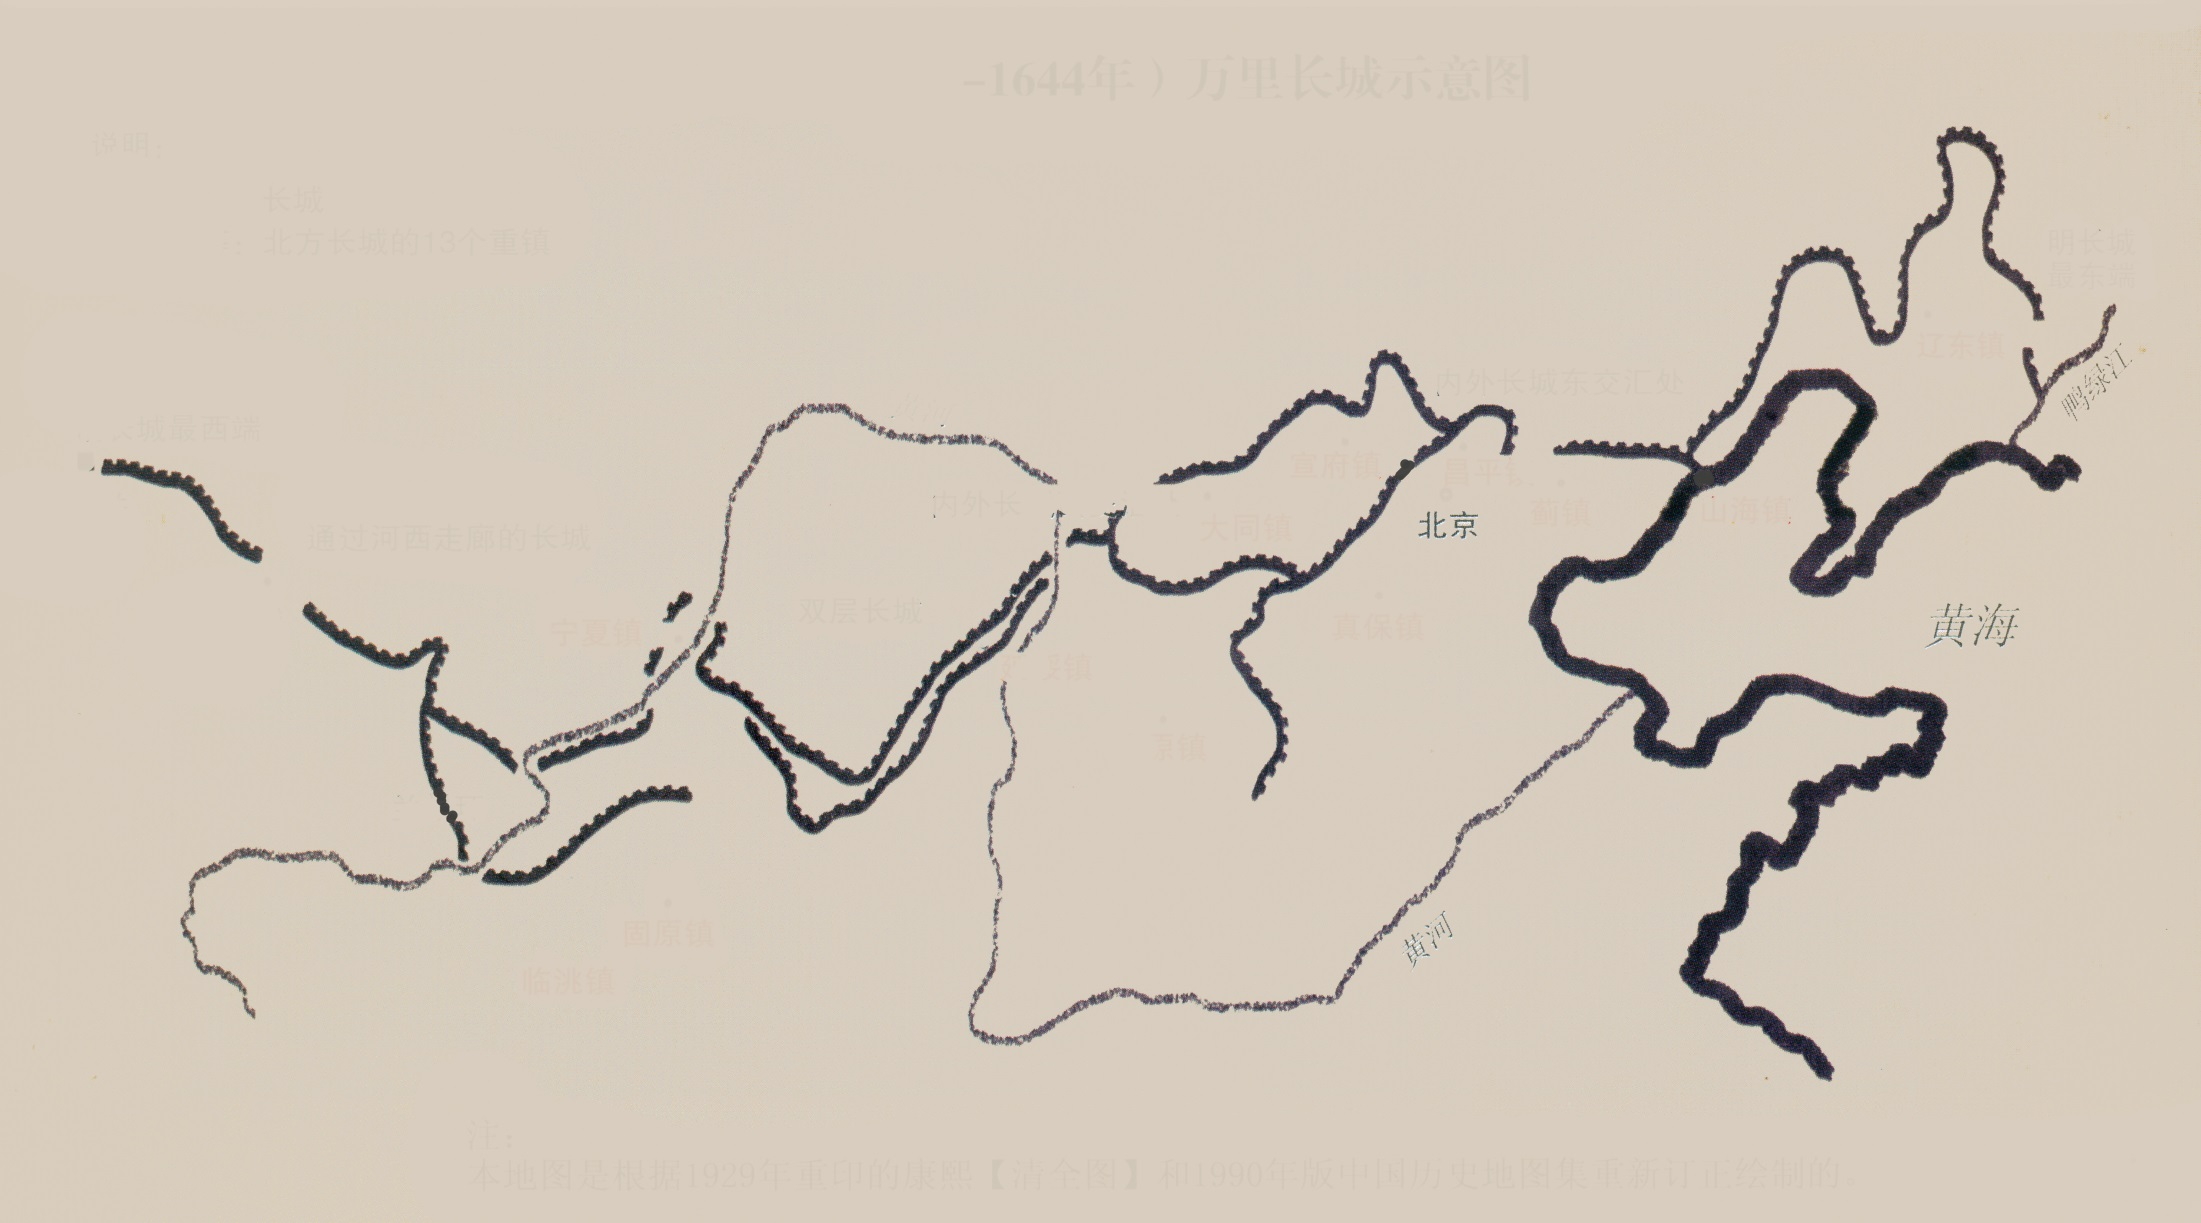 -1644年）万里长城示意图
说明：
长城
：北方长城的13个重镇
明长城
最东端
辽东镇
鸭绿江
内外长城东交汇处
城最西端
宣府镇
昌平
内外长
大同镇
蓟镇
山海镇
北京
通过河西走廊的长城
双层长城
宁夏镇
真保镇
黄海
镇
镇
固原镇
黄河
临洮镇
注：
本地图是根据1929年重印的康熙【清全图】和1990年版中国历史地图集重新订正绘制的。